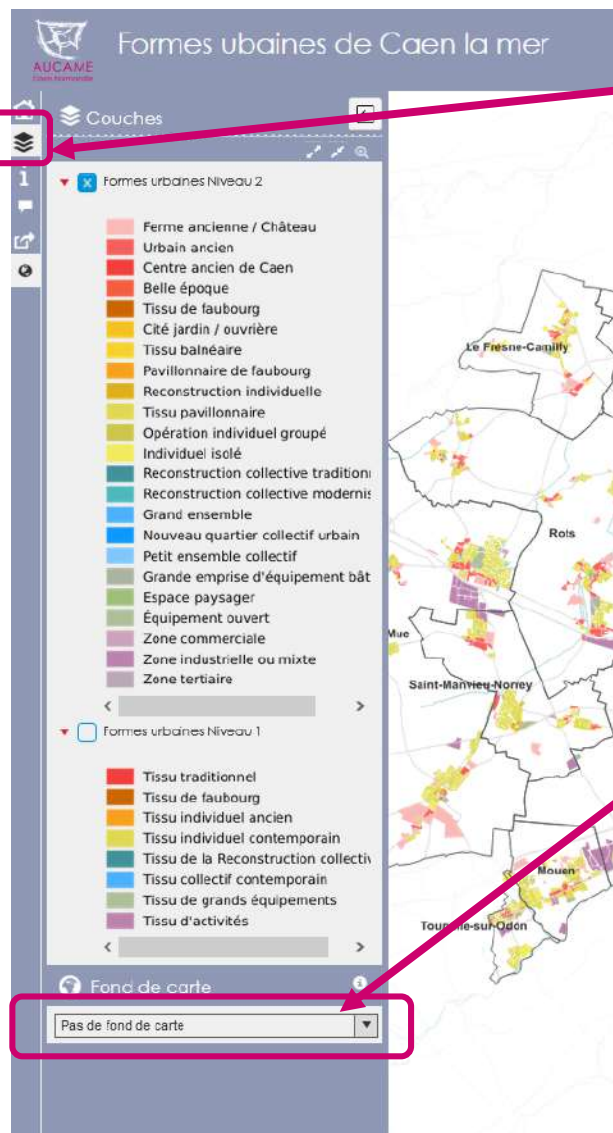 AUCAME
Caen Normandie
Formes ubaines de Caen la mer
Couches
Formes urbaines Niveau 2
Ferme ancienne / Château
Urbain ancien
Centre ancien de Caen
Belle époque
Tissu de faubourg
Cité jardin / ouvrière
Tissu balnéaire
Pavillonnaire de faubourg
Reconstruction individuelle
Tissu pavillonnaire
Opération individuel groupé
Individuel isolé
Reconstruction collective tradition
Reconstruction collective modernis
Grand ensemble
Nouveau quartier collectif urbain
Petit ensemble collectif
Grande emprise d'équipement bât
Espace paysager
Équipement ouvert
Zone commerciale
Zone industrielle ou mixte
Zone tertiaire
Formes urbaines Niveau 1
Tissu traditionnel
Tissu de faubourg
Tissu individuel ancien
Tissu individuel contemporain
Tissu de la Reconstruction collectiv
Tissu collectif contemporain
Tissu de grands équipements
Tissu d'activités
Fond de carte
Pas de fond de carte
Le Fresne-Camilly
Rots
Mue
Saint-Manvieu-Norrey
Mouen
sur-Odon